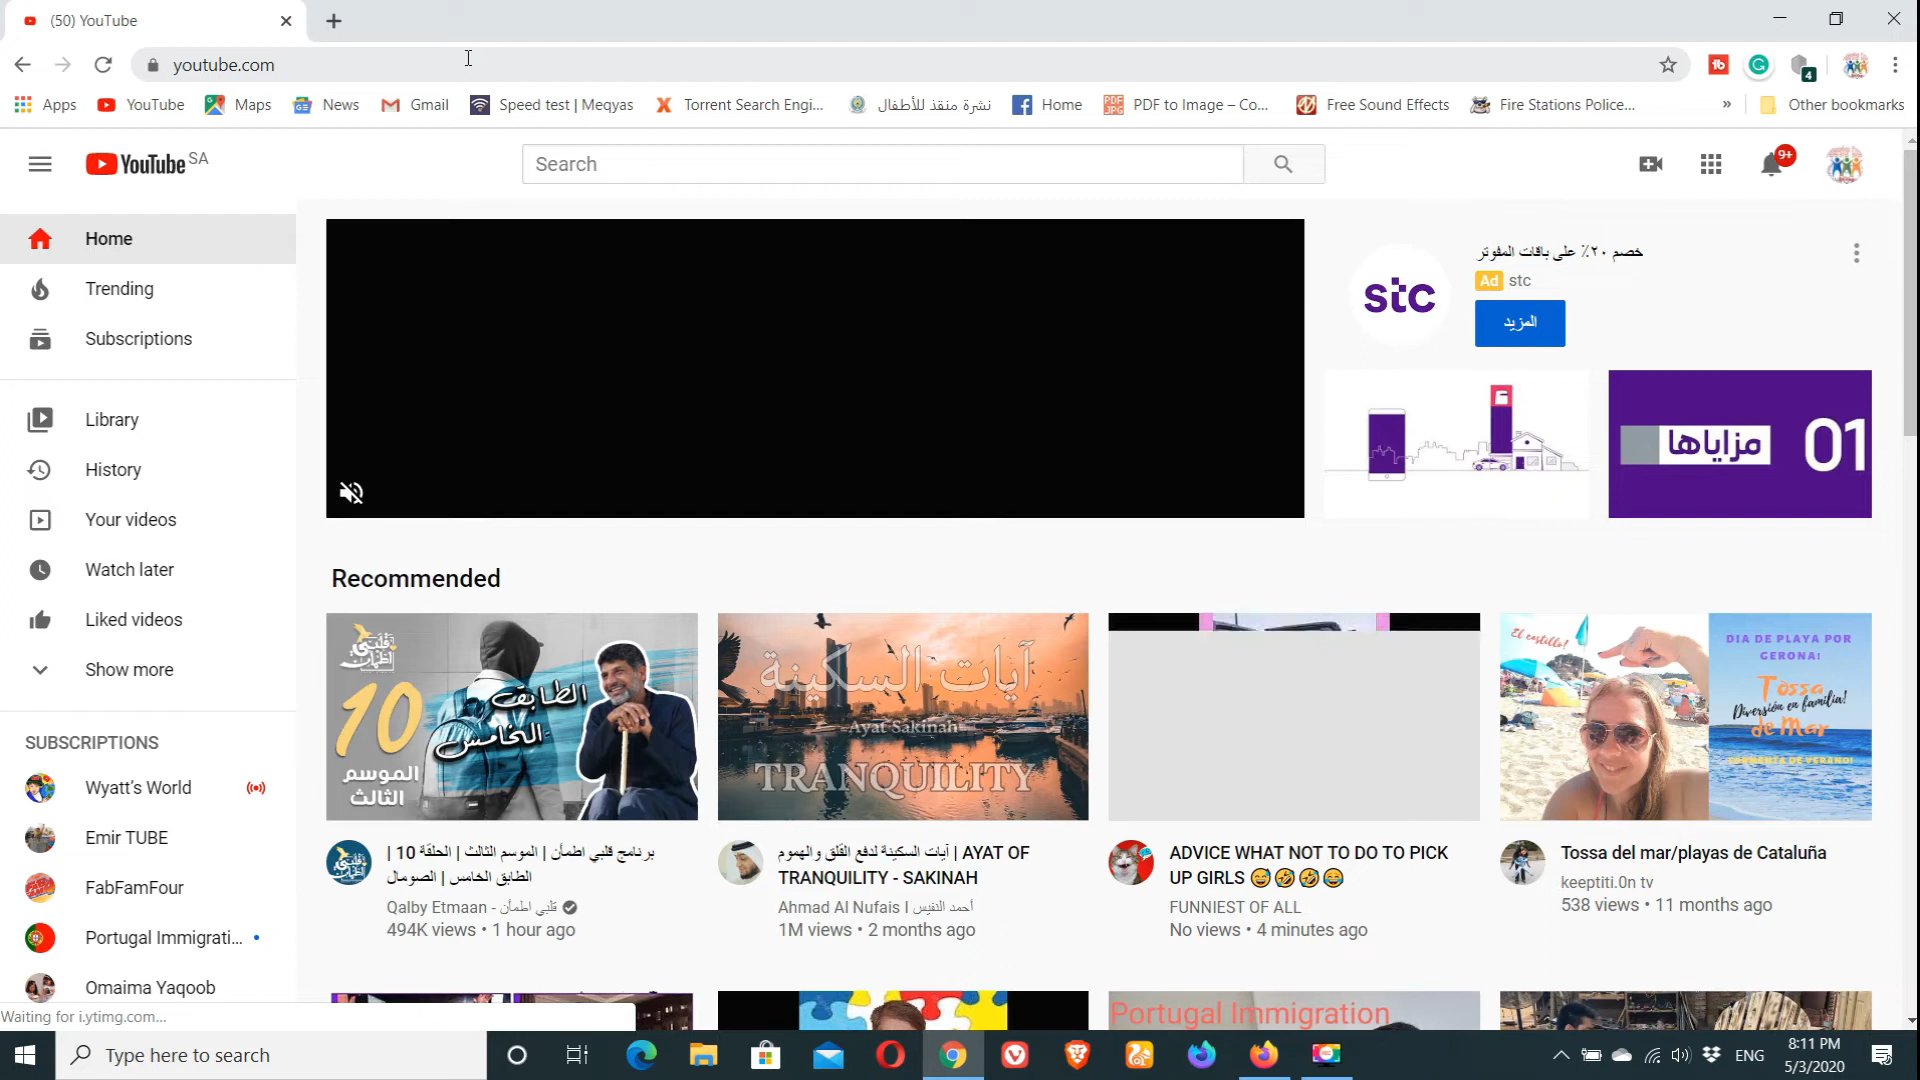 (50) YouTube
youtube.com
Apps
YouTube
Maps
News
Gmail
Speed test | Meqyas
Torrent Search Engi...
نشرة منقذ للأطفال
Home
PDF to Image – Co...
Free Sound Effects
Fire Stations Police...
»
Other bookmarks
4
YouTube SA
Search
9+
Home
Trending
Subscriptions
Library
History
Your videos
Watch later
Liked videos
Show more
SUBSCRIPTIONS
Wyatt's World
Emir TUBE
FabFamFour
Portugal Immigrati...
Omaima Yaqoob
خصم ٢٠٪ على باقات المفوتر
Ad stc
stc
المزيد
مزاياها 01
Recommended
قلبي اطمأن
10
الطابق
الخامس
الموسم
الثالث
آيات السكينة
Ayat Sakinah
TRANQUILITY
El castillo!
DIA DE PLAYA POR
GERONA!
Tossa
Diversión en familia!
de Mar
برنامج قلبي اطمأن | الموسم الثالث | الحلقة 10 |
الطابق الخامس | الصومال
Qalby Etmaan - قلبي اطمأن
494K views • 1 hour ago
آيات السكينة لدفع القلق والهموم | AYAT OF
TRANQUILITY - SAKINAH
Ahmad Al Nufais l أحمد النفيس
1M views • 2 months ago
ADVICE WHAT NOT TO DO TO PICK
UP GIRLS 😅🤣🤣😂
FUNNIEST OF ALL
No views • 4 minutes ago
Tossa del mar/playas de Cataluña
keeptiti.0n tv
538 views • 11 months ago
Portugal Immigration
Waiting for i.ytimg.com...
Type here to search
ENG
8:11 PM
5/3/2020